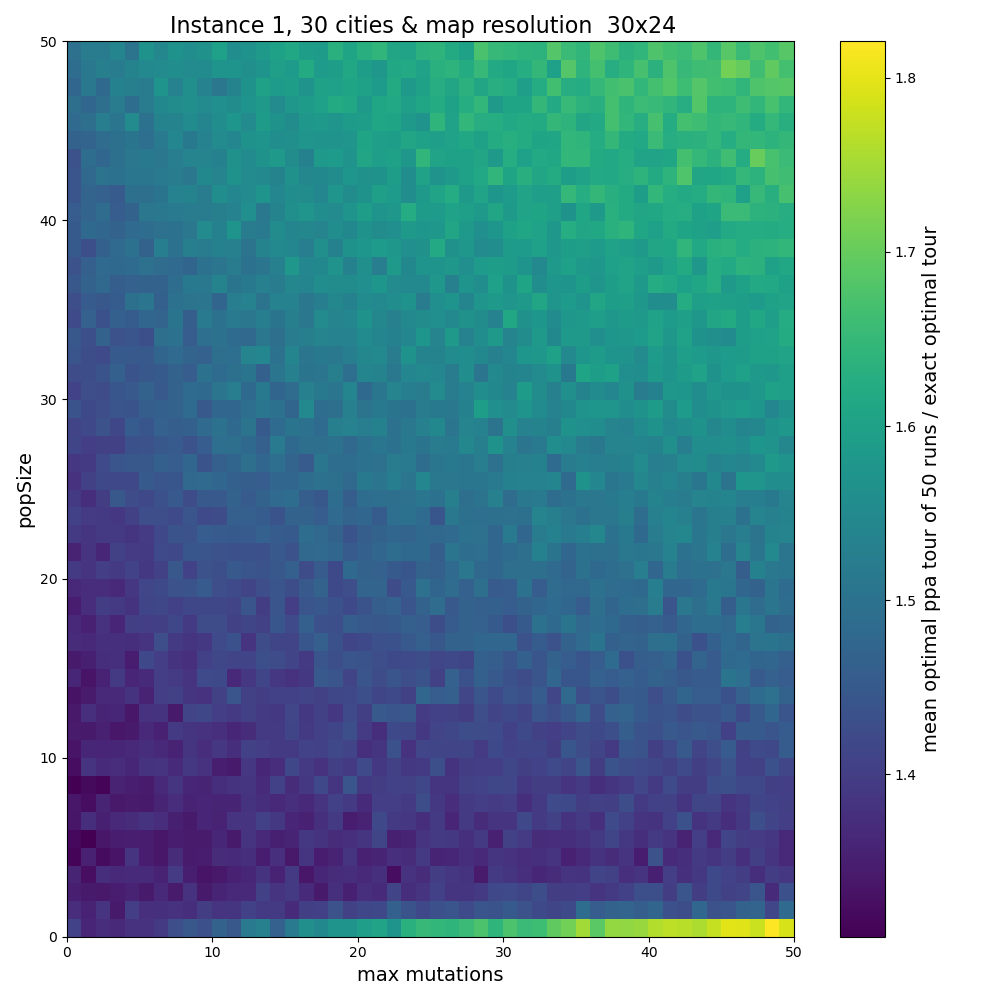 Instance 1, 30 cities & map resolution  30x24
50
40
30
20
10
0
popSize
0 10 20 30 40 50
max mutations
1.8
1.7
1.6
1.5
1.4
mean optimal ppa tour of 50 runs / exact optimal tour